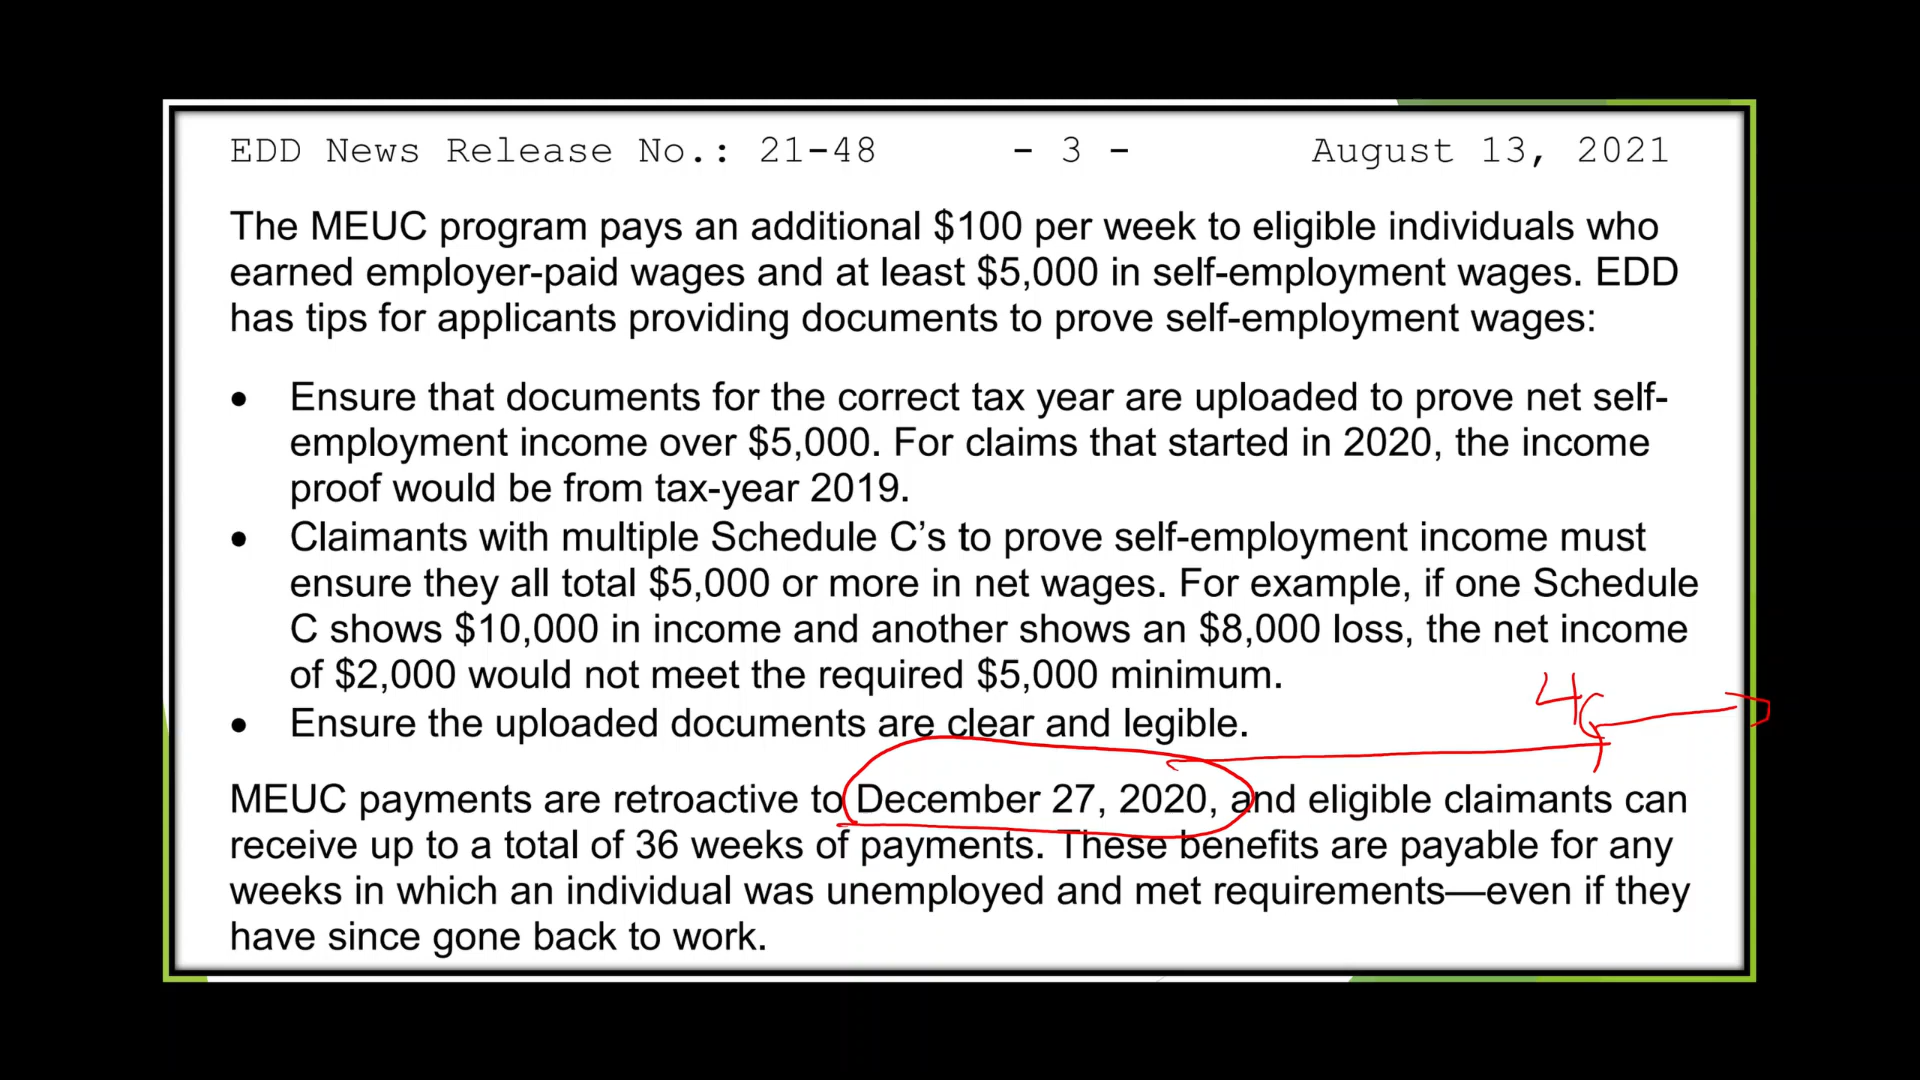 EDD News Release No.: 21-48 - 3 - August 13, 2021
The MEUC program pays an additional $100 per week to eligible individuals who
earned employer-paid wages and at least $5,000 in self-employment wages. EDD
has tips for applicants providing documents to prove self-employment wages:
• Ensure that documents for the correct tax year are uploaded to prove net self-
employment income over $5,000. For claims that started in 2020, the income
proof would be from tax-year 2019.
• Claimants with multiple Schedule C’s to prove self-employment income must
ensure they all total $5,000 or more in net wages. For example, if one Schedule
C shows $10,000 in income and another shows an $8,000 loss, the net income
of $2,000 would not meet the required $5,000 minimum.
• Ensure the uploaded documents are clear and legible.
MEUC payments are retroactive to December 27, 2020, and eligible claimants can
receive up to a total of 36 weeks of payments. These benefits are payable for any
weeks in which an individual was unemployed and met requirements—even if they
have since gone back to work.